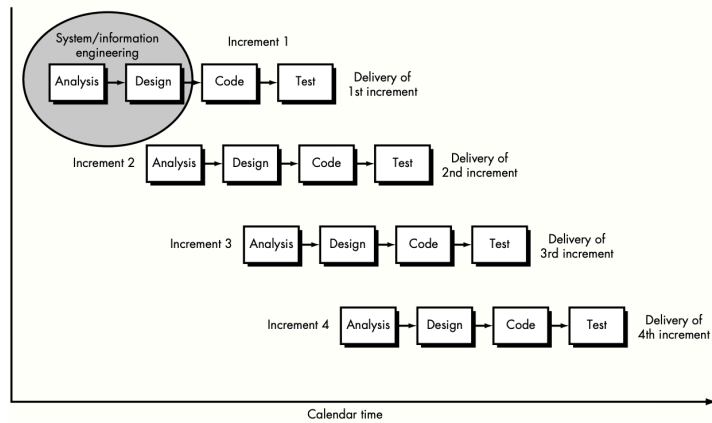 System/information
engineering
Increment 1
Analysis
Design
Code
Test
Delivery of
1st increment
Increment 2
Analysis
Design
Code
Test
Delivery of
2nd increment
Increment 3
Analysis
Design
Code
Test
Delivery of
3rd increment
Increment 4
Analysis
Design
Code
Test
Delivery of
4th increment
Calendar time